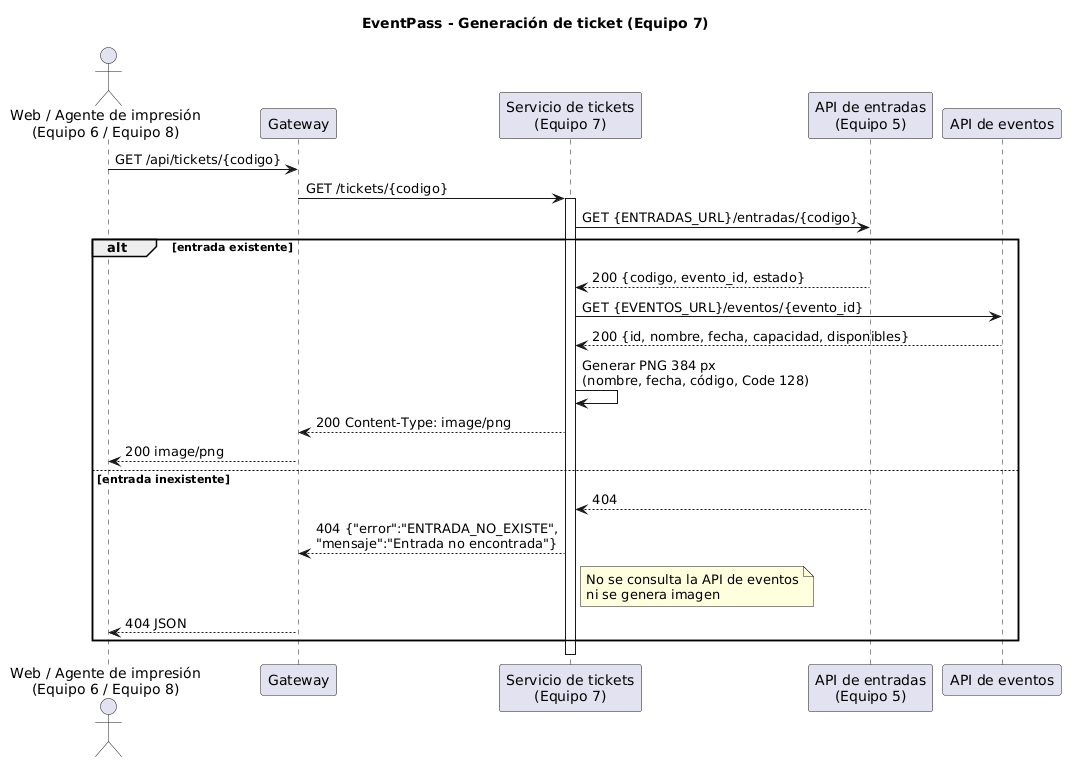 EventPass - Generación de ticket (Equipo 7)
Web / Agente de impresión
(Equipo 6 / Equipo 8)
Gateway
Servicio de tickets
(Equipo 7)
API de entradas
(Equipo 5)
API de eventos
GET /api/tickets/{codigo}
GET /tickets/{codigo}
GET {ENTRADAS_URL}/entradas/{codigo}
alt
[entrada existente]
200 {codigo, evento_id, estado}
GET {EVENTOS_URL}/eventos/{evento_id}
200 {id, nombre, fecha, capacidad, disponibles}
Generar PNG 384 px
(nombre, fecha, código, Code 128)
200 Content-Type: image/png
200 image/png
[entrada inexistente]
404
404 {"error":"ENTRADA_NO_EXISTE",
"mensaje":"Entrada no encontrada"}
No se consulta la API de eventos
ni se genera imagen
404 JSON
Web / Agente de impresión
(Equipo 6 / Equipo 8)
Gateway
Servicio de tickets
(Equipo 7)
API de entradas
(Equipo 5)
API de eventos